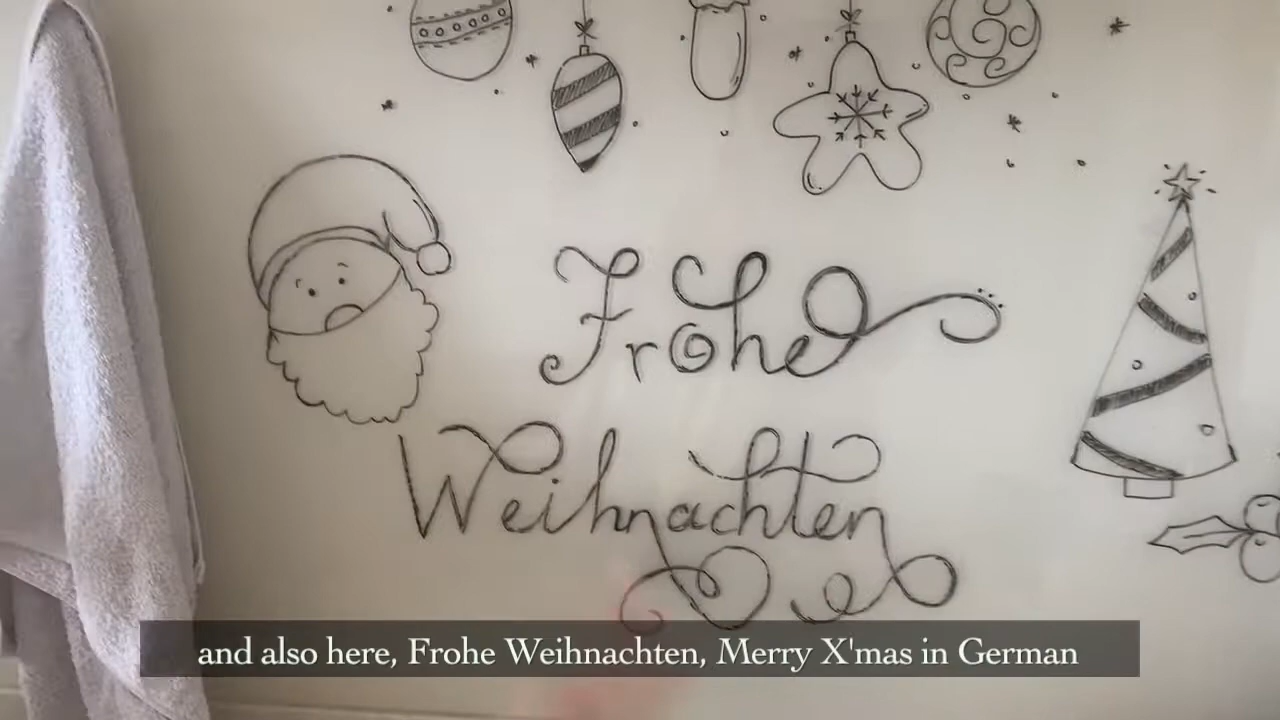 Frohe
Weihnachten
and also here, Frohe Weihnachten, Merry X'mas in German